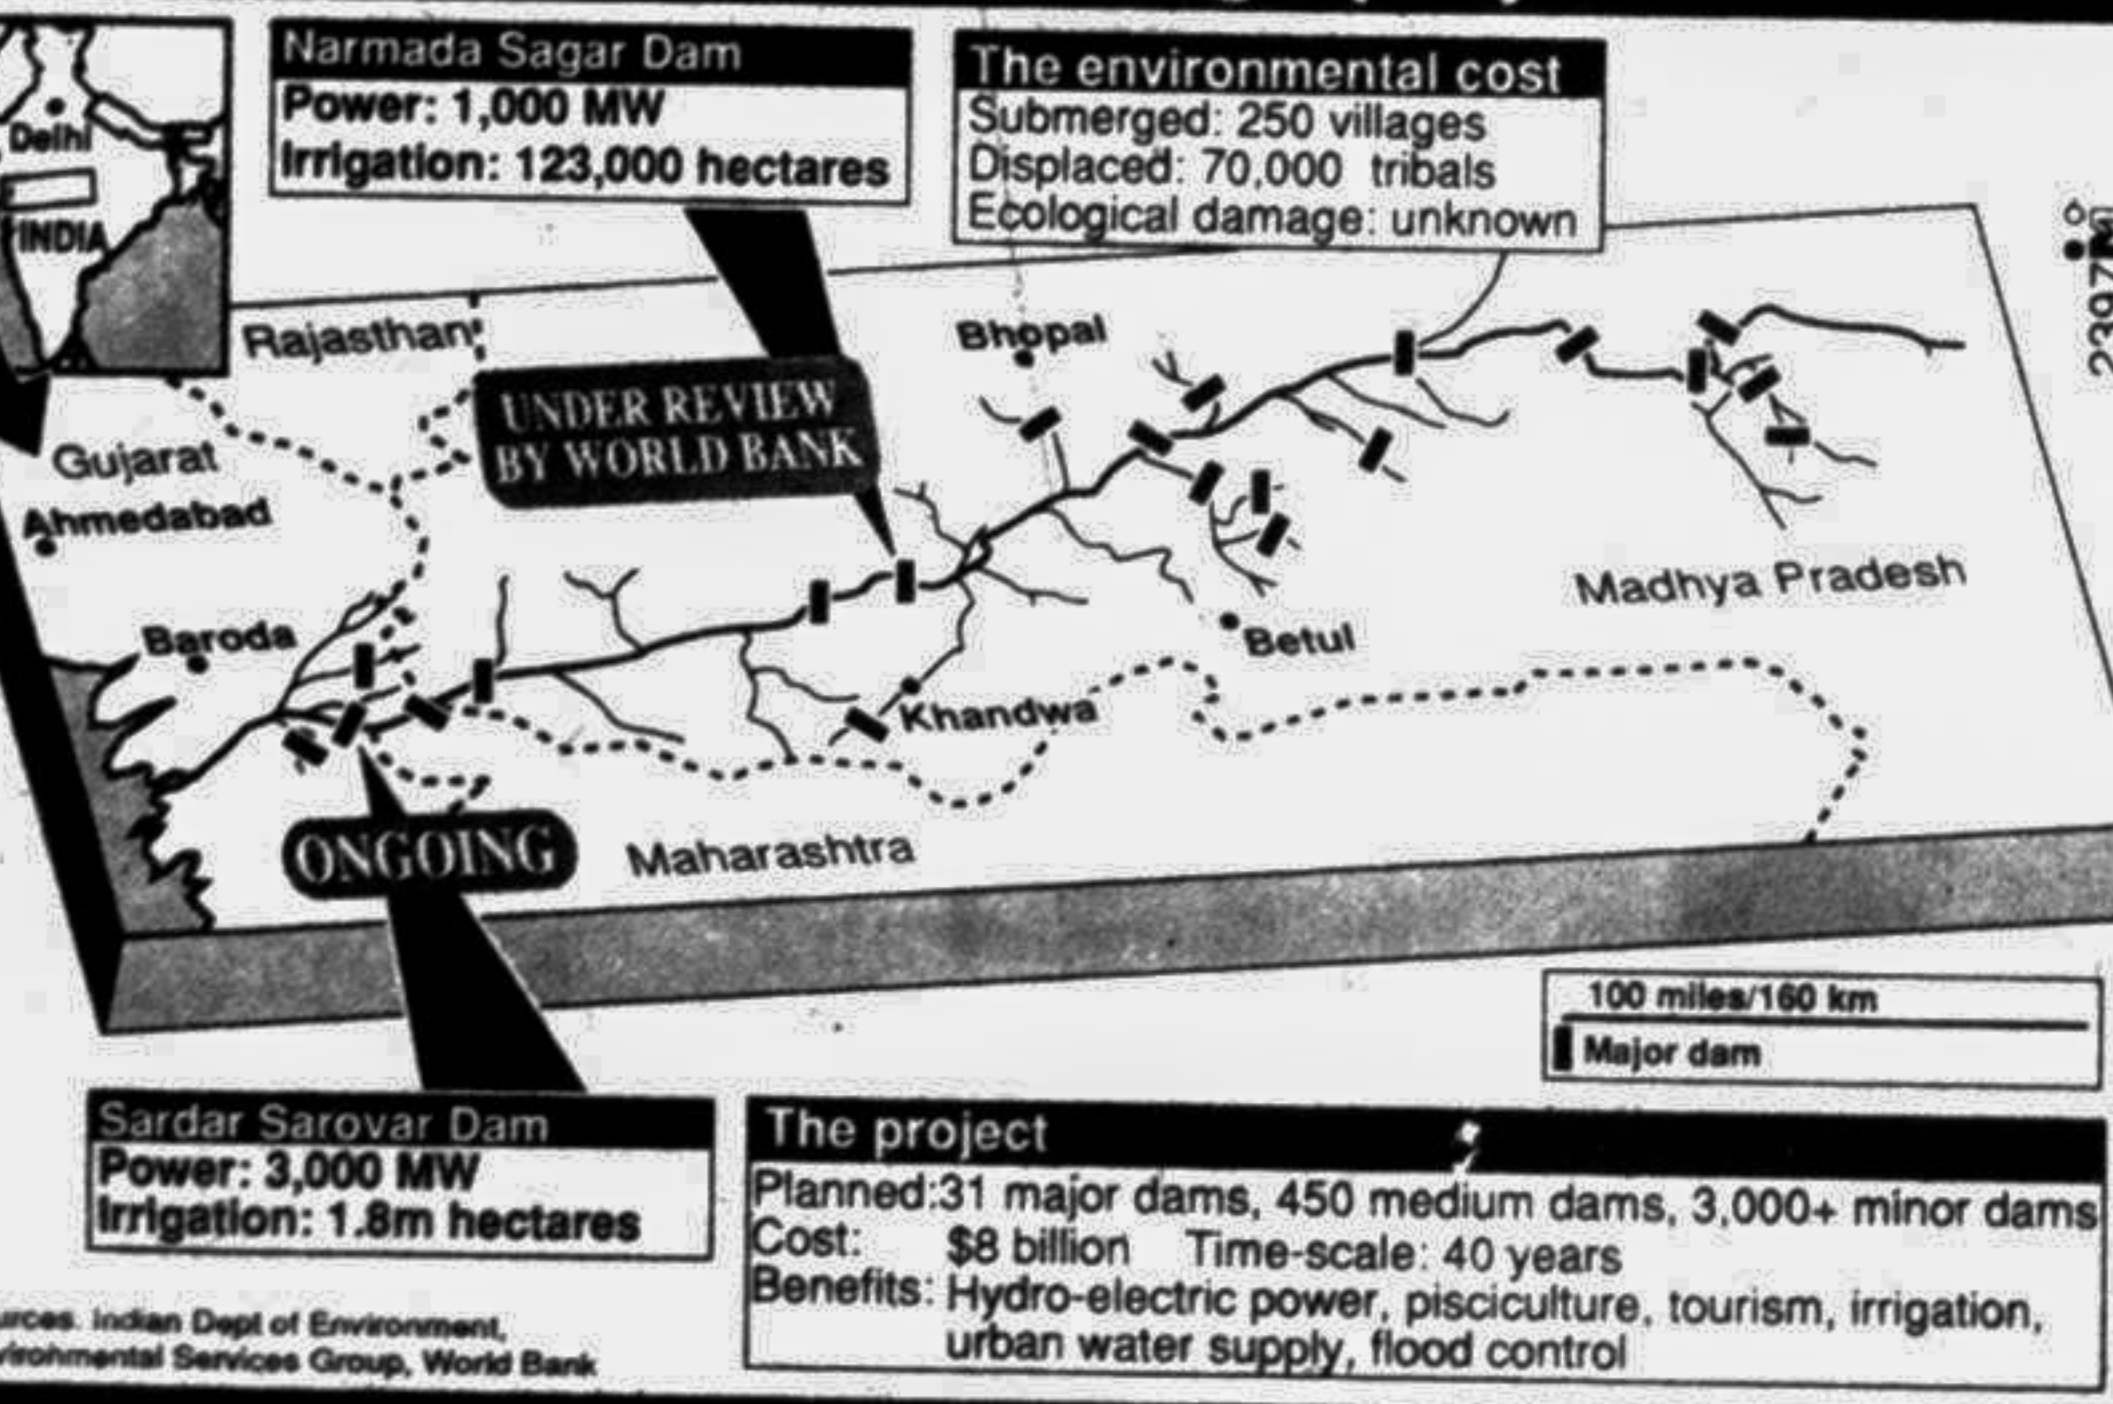 Narmada Sagar Dam
Power: 1,000 MW
Irrigation: 123,000 hectares
The environmental cost
Submerged: 250 villages
Displaced: 70,000 tribals
Ecological damage: unknown
Delhi
INDIA
Rajasthan
Bhopal
UNDER REVIEW
BY WORLD BANK
Gujarat
Ahmedabad
Madhya Pradesh
Baroda
Betul
Khandwa
ONGOING
Maharashtra
100 miles/160 km
Major dam
Sardar Sarovar Dam
Power: 3,000 MW
Irrigation: 1.8m hectares
The project
Planned:31 major dams, 450 medium dams, 3,000+ minor dams
Cost: $8 billion Time-scale: 40 years
Benefits: Hydro-electric power, pisciculture, tourism, irrigation,
urban water supply, flood control
Indian Dept of Environment,
Services Group, World Bank